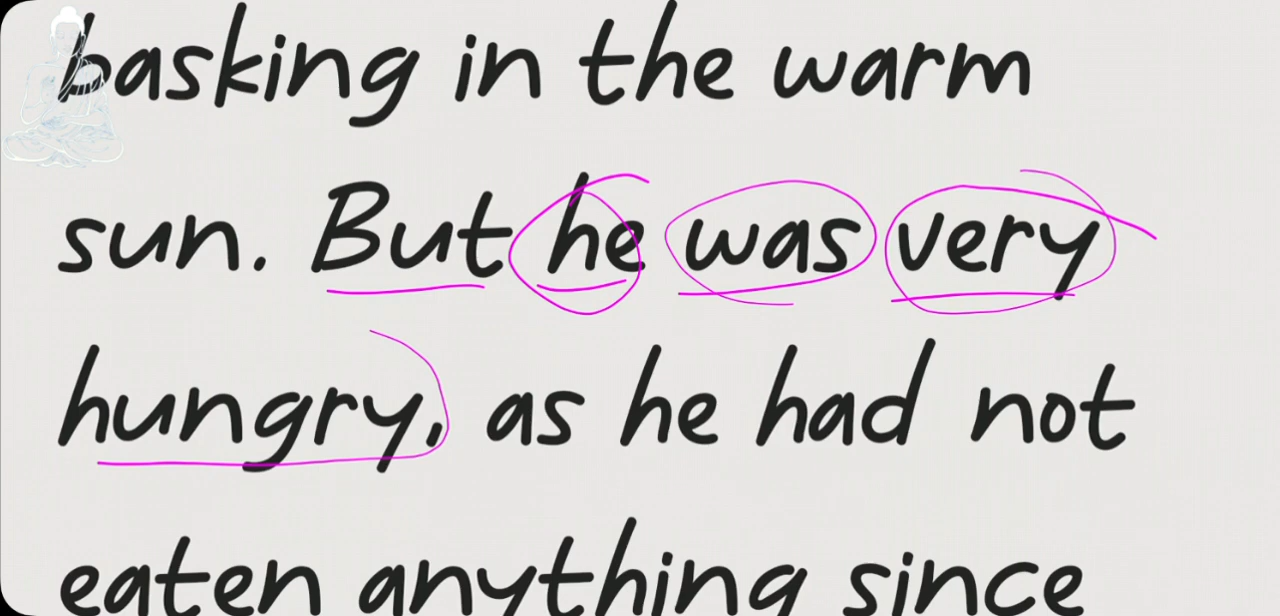 basking in the warm
sun. But he was very
hungry, as he had not
eaten anything since